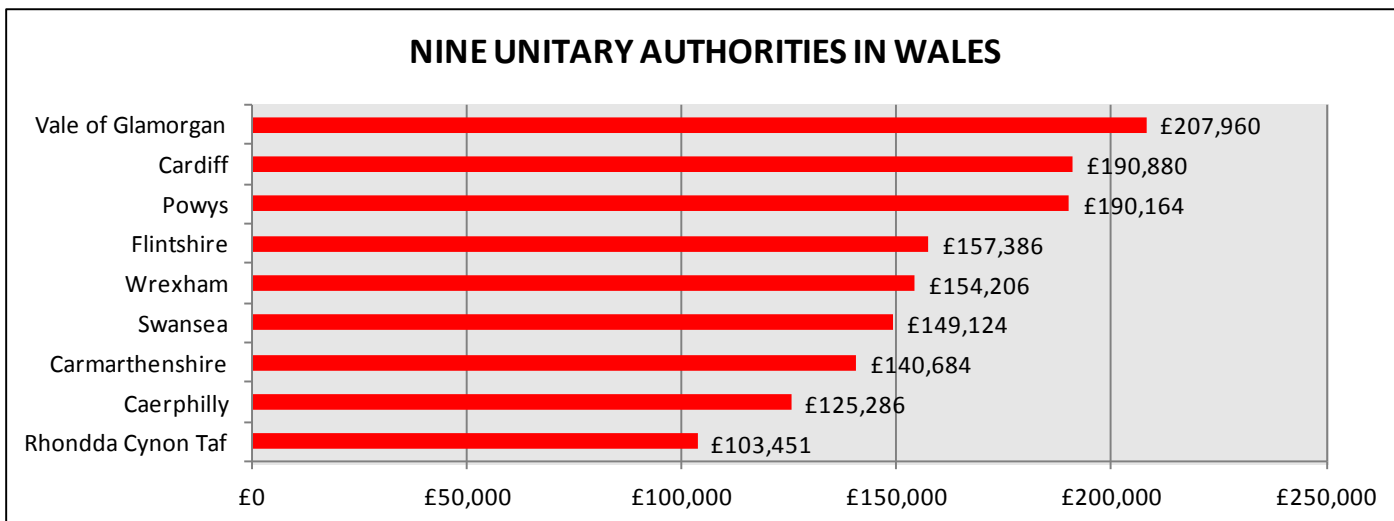 NINE UNITARY AUTHORITIES IN WALES
Vale of Glamorgan £207,960
Cardiff £190,880
Powys £190,164
Flintshire £157,386
Wrexham £154,206
Swansea £149,124
Carmarthenshire £140,684
Caerphilly £125,286
Rhondda Cynon Taf £103,451
£0 £50,000 £100,000 £150,000 £200,000 £250,000